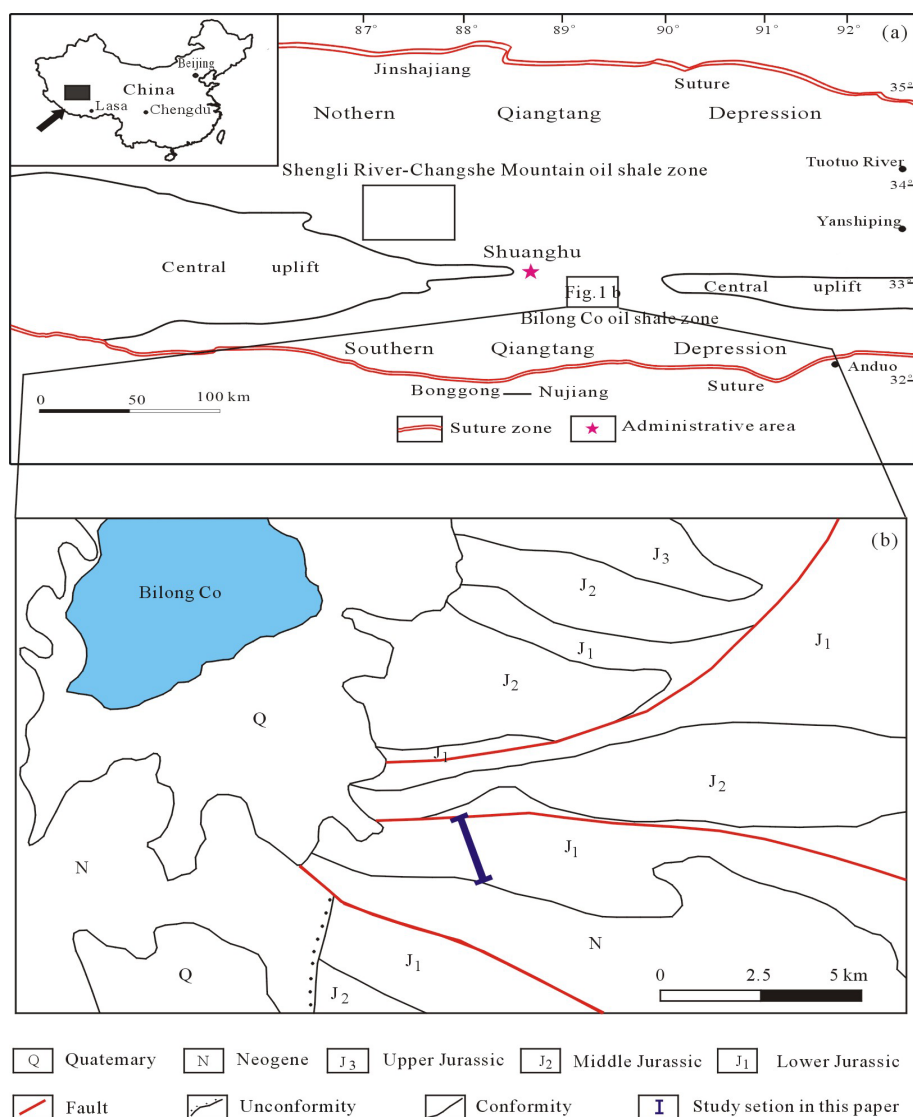 87° 88° 89° 90° 91° 92°
(a)
Beijing
China
Lasa
Chengdu
Jinshajiang
Suture
35°
Nothern Qiangtang Depression
Tuotuo River
Shengli River-Changshe Mountain oil shale zone
34°
Yanshiping
Shuanghu
Central uplift
33°
Fig.1 b
Central uplift
Bilong Co oil shale zone
Southern Qiangtang Depression
Anduo
32°
Bonggong — Nujiang Suture
0 50 100 km
Suture zone
Administrative area
(b)
J3
Bilong Co
J2
J1
J1
J2
Q
J1
J2
J1
N
N
J1
Q
J2
0 2.5 5 km
Q Quatemary
N Neogene
J3 Upper Jurassic
J2 Middle Jurassic
J1 Lower Jurassic
Fault
Unconformity
Conformity
Study setion in this paper